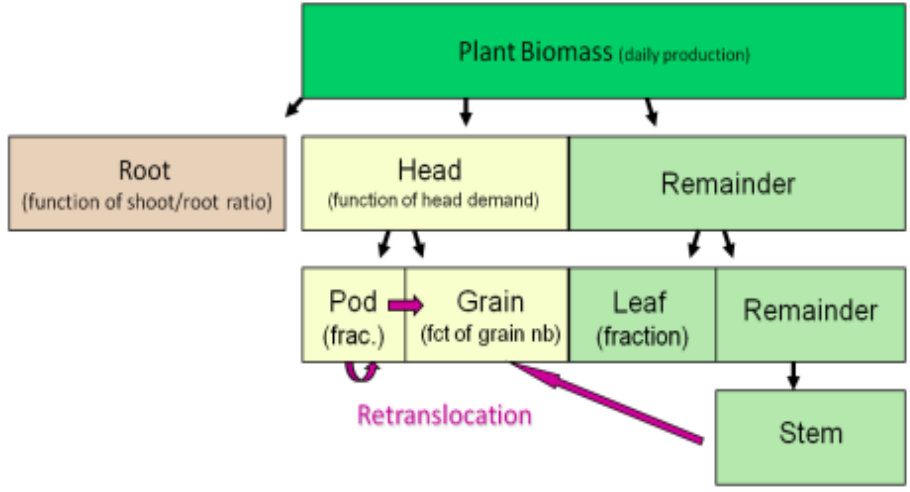 Plant Biomass (daily production)
Root
(function of shoot/root ratio)
Head
(function of head demand)
Remainder
Pod
(frac.)
Grain
(fct of grain nb)
Leaf
(fraction)
Remainder
Retranslocation
Stem